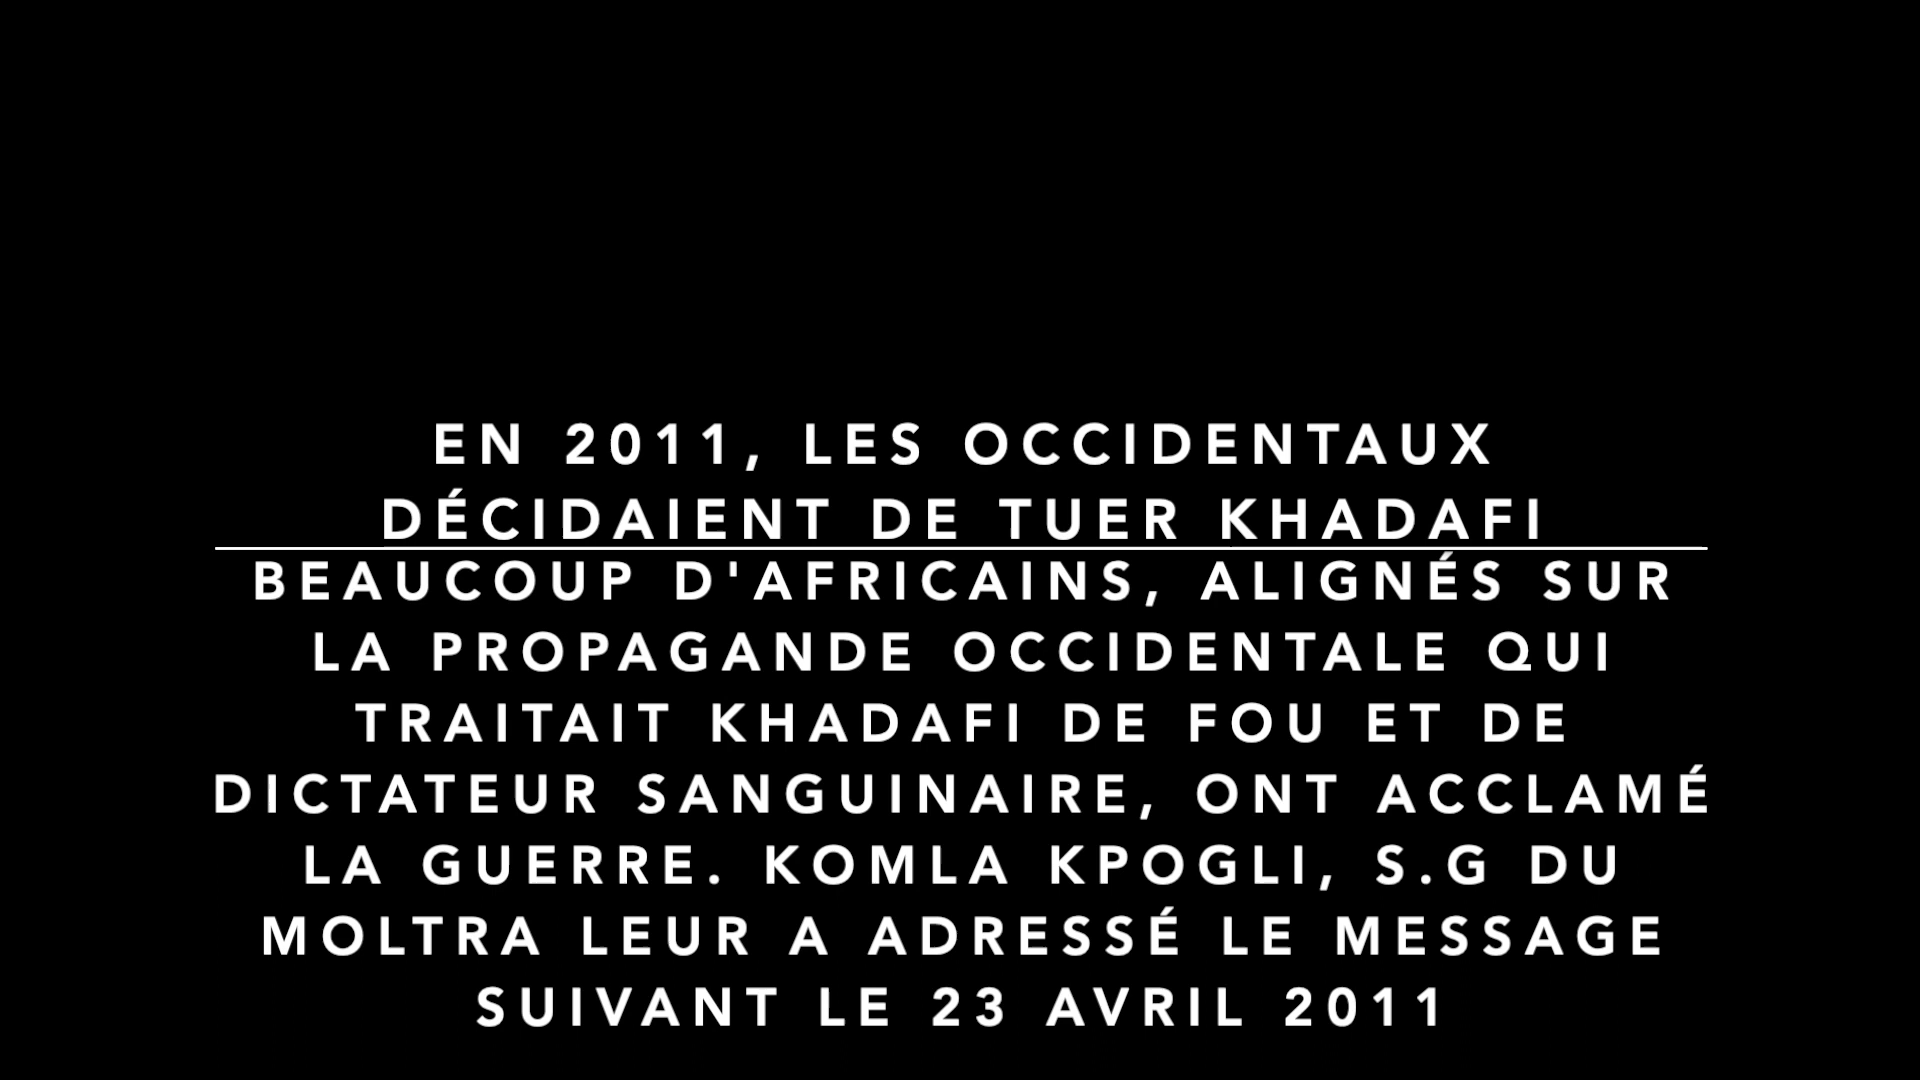 EN 2011, LES OCCIDENTAUX
DÉCIDAIENT DE TUER KHADAFI
BEAUCOUP D'AFRICAINS, ALIGNÉS SUR
LA PROPAGANDE OCCIDENTALE QUI
TRAITAIT KHADAFI DE FOU ET DE
DICTATEUR SANGUINAIRE, ONT ACCLAMÉ
LA GUERRE. KOMLA KPOGLI, S.G DU
MOLTRA LEUR A ADRESSÉ LE MESSAGE
SUIVANT LE 23 AVRIL 2011